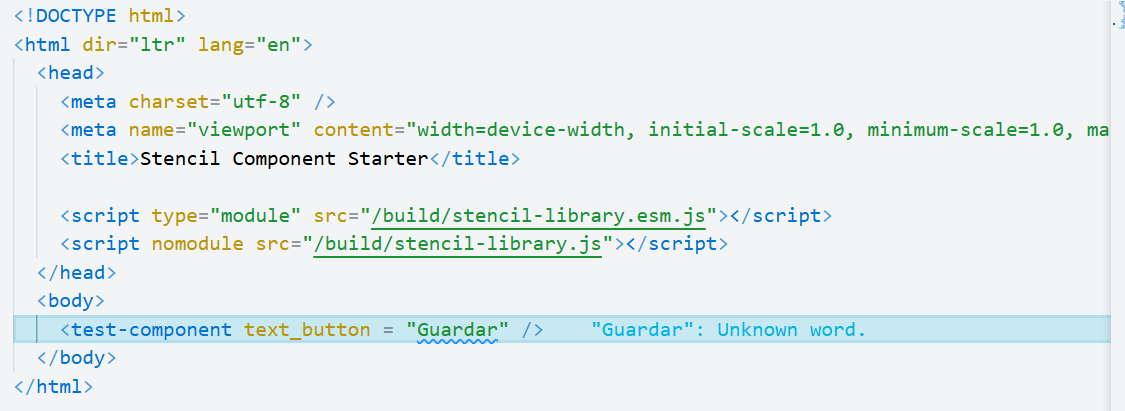 <!DOCTYPE html>
<html dir="ltr" lang="en">
<head>
<meta charset="utf-8" />
<meta name="viewport" content="width=device-width, initial-scale=1.0, minimum-scale=1.0, ma
<title>Stencil Component Starter</title>
<script type="module" src="/build/stencil-library.esm.js"></script>
<script nomodule src="/build/stencil-library.js"></script>
</head>
<body>
<test-component text_button = "Guardar" /> "Guardar": Unknown word.
</body>
</html>